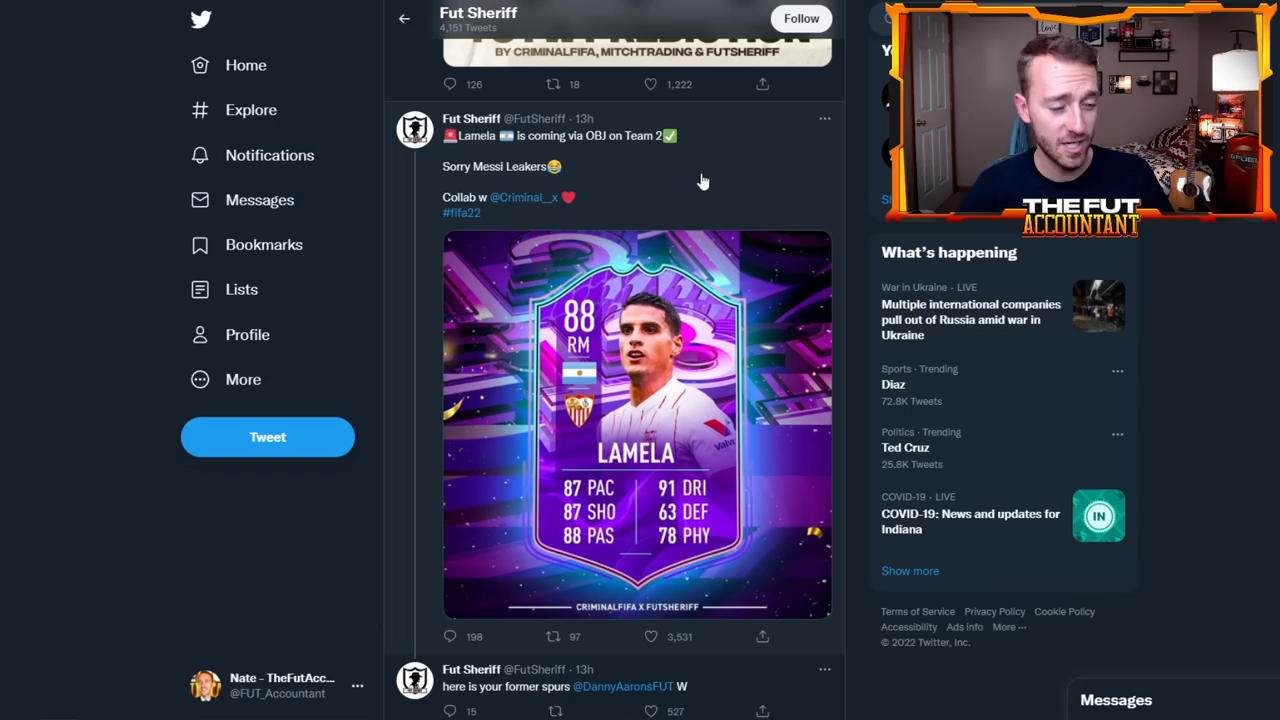 Home
Explore
Notifications
Messages
Bookmarks
Lists
Profile
More
Tweet
Nate - TheFutAcc...
@FUT_Accountant
Fut Sheriff
4,151 Tweets
Follow
BY CRIMINALFIFA, MITCHTRADING & FUTSHERIFF
126 18 1,222
Fut Sheriff @FutSheriff · 13h
🚨Lamela 🇦🇷 is coming via OBJ on Team 2✅
Sorry Messi Leakers😂
Collab w @Criminal__x ❤️
#fifa22
88
RM
LAMELA
87 PAC 91 DRI
87 SHO 63 DEF
88 PAS 78 PHY
CRIMINALFIFA X FUTSHERIFF
198 97 3,531
Fut Sheriff @FutSheriff · 13h
here is your former spurs @DannyAaronsFUT W
15 527
THE FUT
ACCOUNTANT
What's happening
War in Ukraine · LIVE
Multiple international companies
pull out of Russia amid war in
Ukraine
Sports · Trending
Diaz
72.8K Tweets
Politics · Trending
Ted Cruz
25.8K Tweets
COVID-19 · LIVE
COVID-19: News and updates for
Indiana
IN
Show more
Terms of Service Privacy Policy Cookie Policy
Accessibility Ads info More ···
© 2022 Twitter, Inc.
Messages